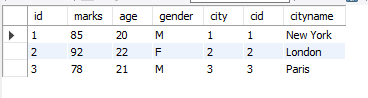 id marks age gender city cid cityname
1 85 20 M 1 1 New York
2 92 22 F 2 2 London
3 78 21 M 3 3 Paris